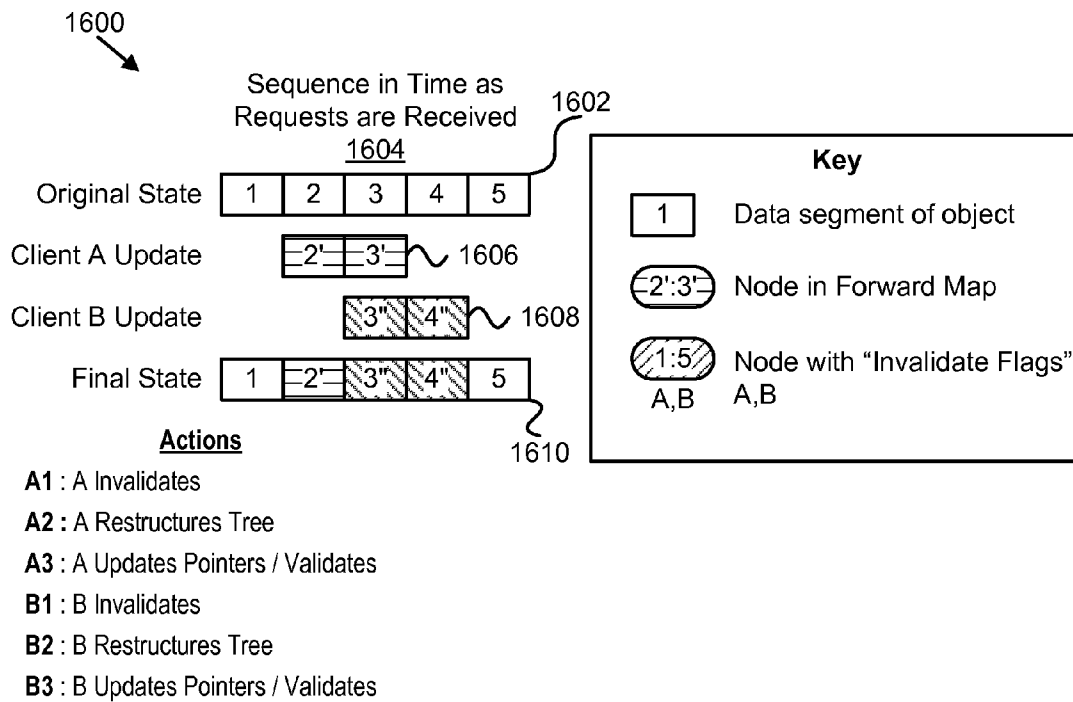 1600
Sequence in Time as
Requests are Received
1604
1602
Original State 1 2 3 4 5
Client A Update 2' 3' 1606
Client B Update 3" 4" 1608
Final State 1 2' 3" 4" 5
1610
Key
1 Data segment of object
2':3' Node in Forward Map
1:5 Node with “Invalidate Flags”
A,B A,B
Actions
A1 : A Invalidates
A2 : A Restructures Tree
A3 : A Updates Pointers / Validates
B1 : B Invalidates
B2 : B Restructures Tree
B3 : B Updates Pointers / Validates